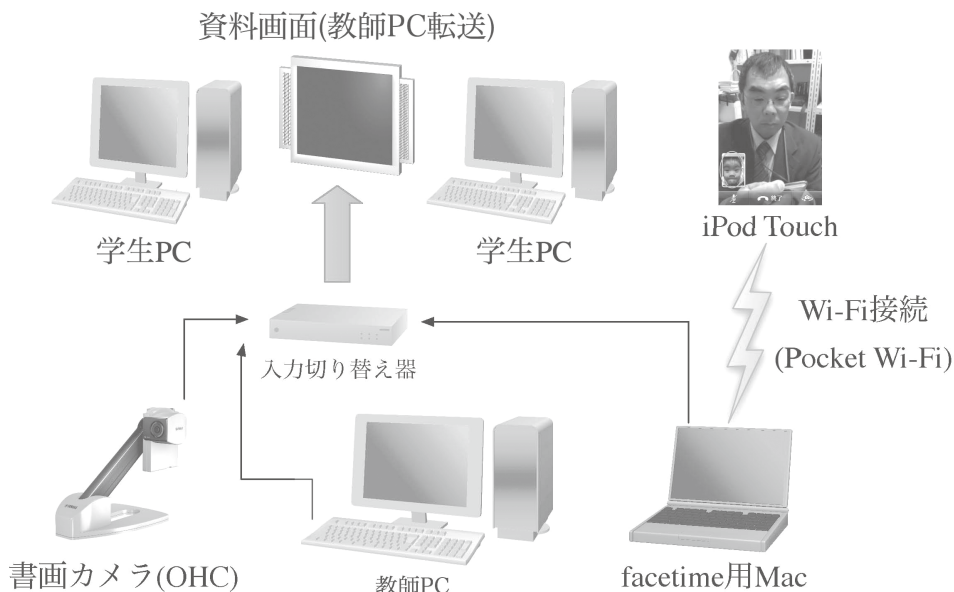 資料画面(教師PC転送)
学生PC
学生PC
iPod Touch
Wi-Fi接続
(Pocket Wi-Fi)
入力切り替え器
書画カメラ(OHC)
教師PC
facetime用Mac